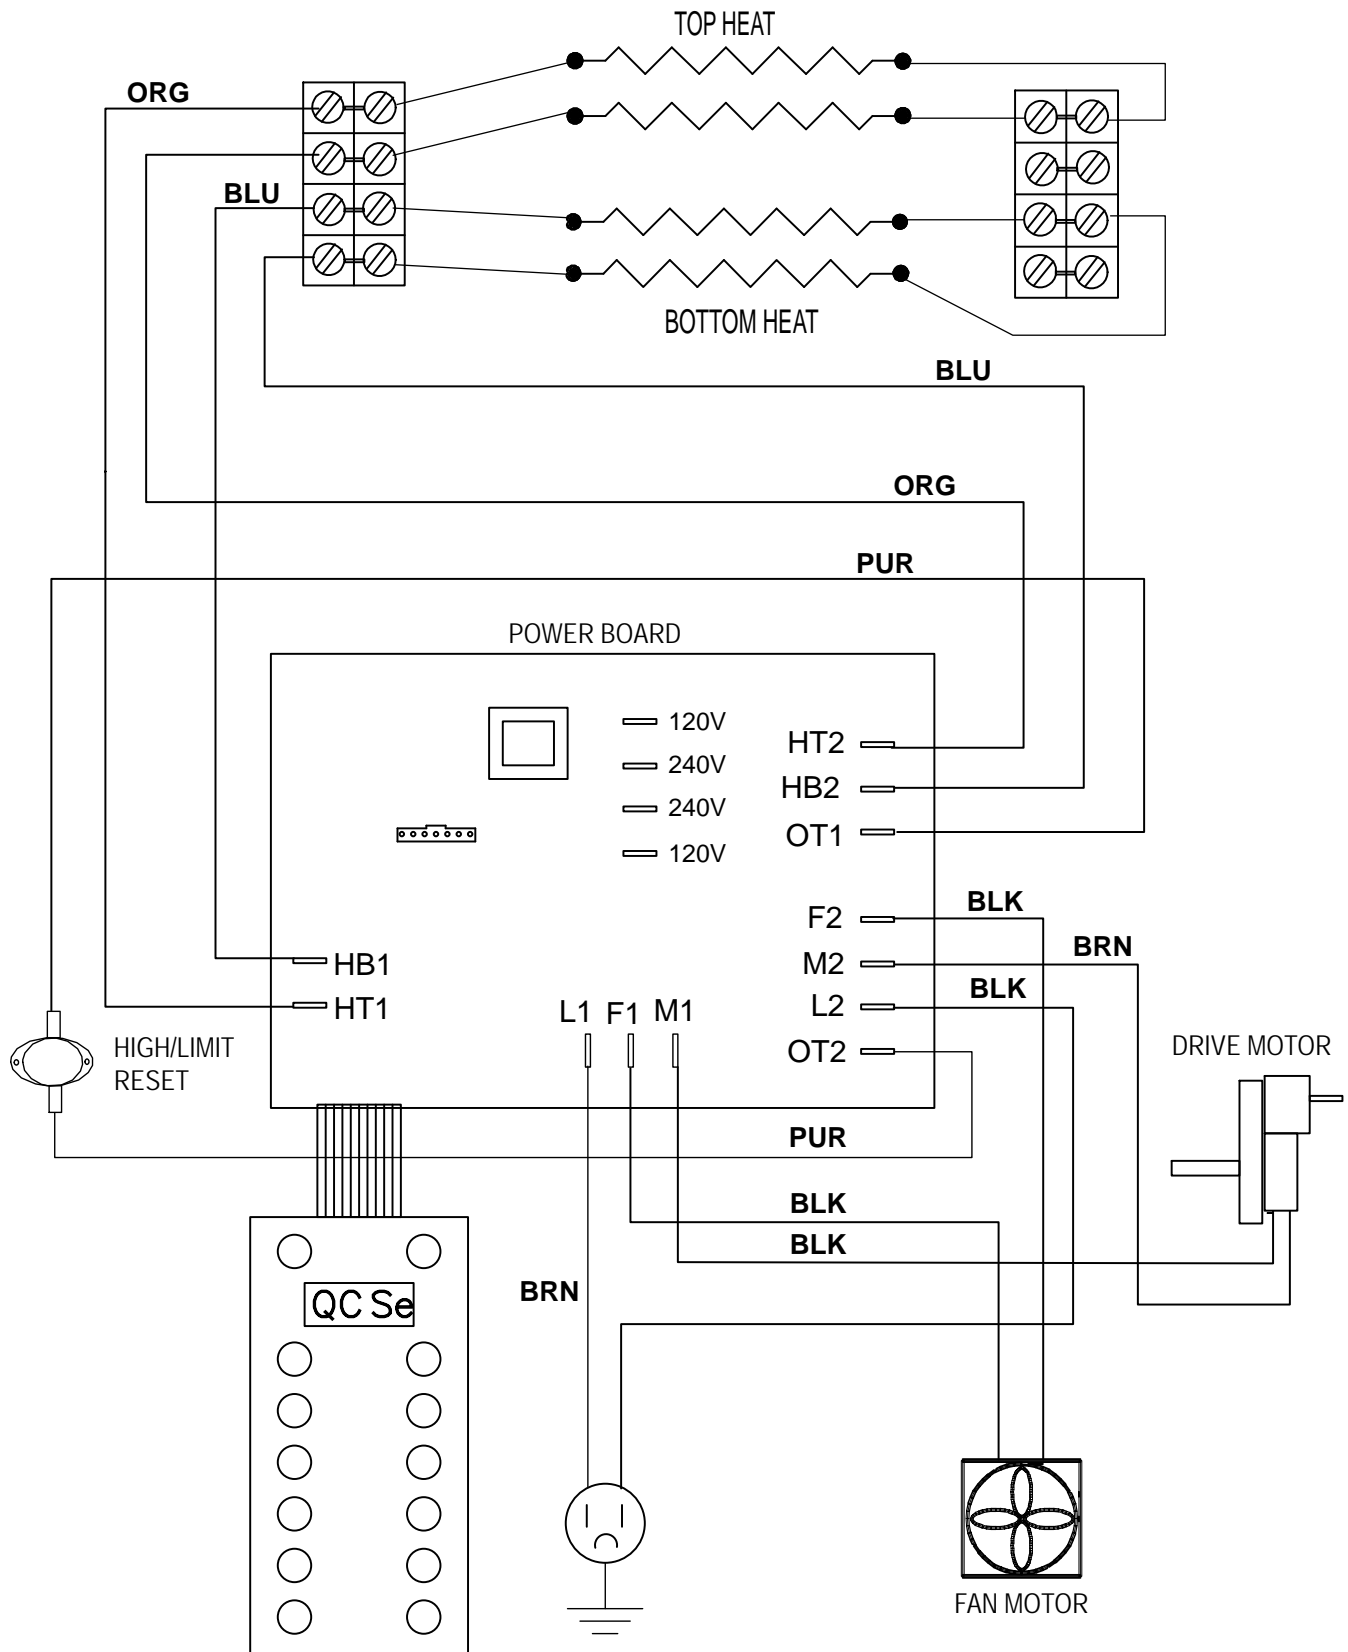 TOP HEAT
ORG
BLU
BOTTOM HEAT
BLU
ORG
PUR
POWER BOARD
120V
240V
240V
120V
HT2
HB2
OT1
F2
BLK
M2
BRN
L2
BLK
OT2
HB1
HT1
L1 F1 M1
HIGH/LIMIT
RESET
DRIVE MOTOR
PUR
BLK
BLK
BRN
QC Se
FAN MOTOR